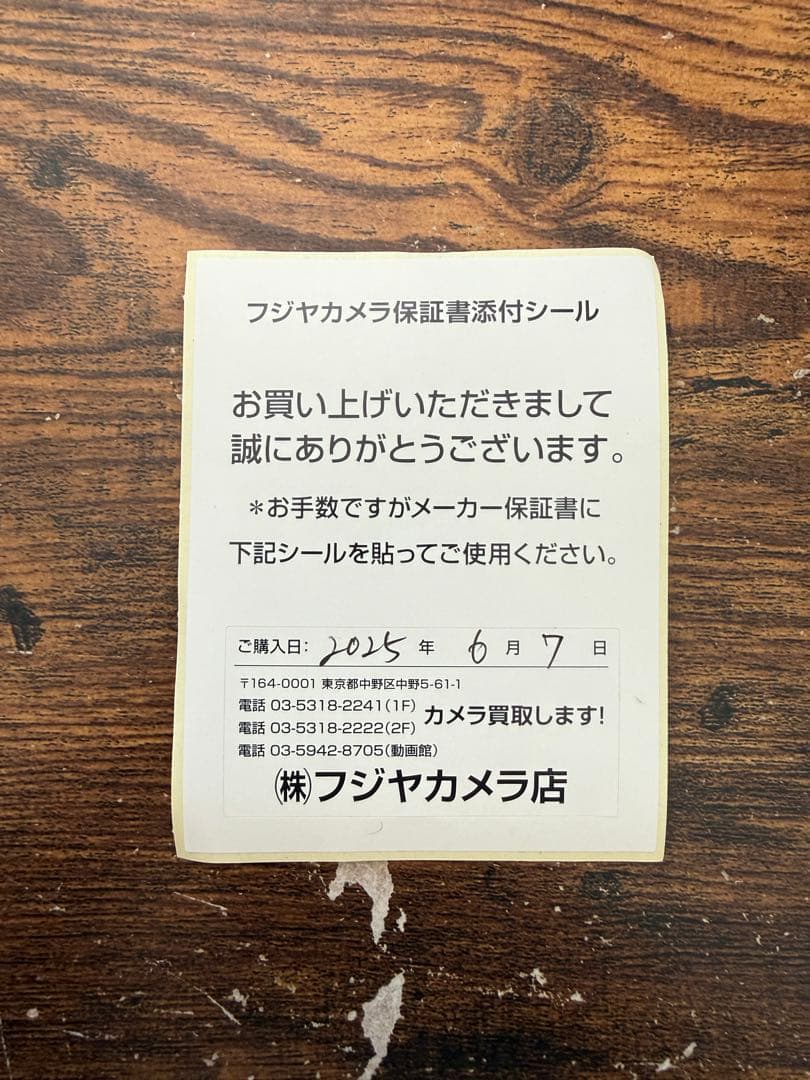 フジヤカメラ保証書添付シール
お買い上げいただきまして
誠にありがとうございます。
＊お手数ですがメーカー保証書に
下記シールを貼ってご使用ください。
ご購入日: 2025 年 6 月 7 日
〒164-0001 東京都中野区中野5-61-1
電話 03-5318-2241(1F)
電話 03-5318-2222(2F)
カメラ買取します!
電話 03-5942-8705(動画館)
㈱フジヤカメラ店